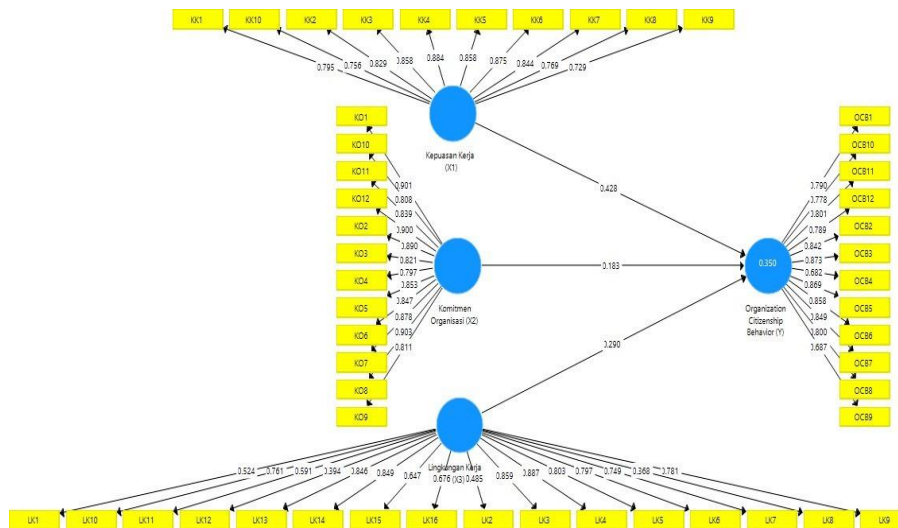 KK1 KK10 KK2 KK3 KK4 KK5 KK6 KK7 KK8 KK9
0.795 0.756 0.829 0.858 0.884 0.858 0.875 0.844 0.769 0.729
Kepuasan Kerja
(X1)
KO1
KO10
KO11
KO12
KO2
KO3
KO4
KO5
KO6
KO7
KO8
KO9
0.901
0.808
0.839
0.900
0.890
0.821
0.797
0.853
0.847
0.878
0.903
0.811
Komitmen
Organisasi (X2)
0.428
0.183
0.290
0.350
Organization
Citizenship
Behavior (Y)
0.790
0.778
0.801
0.789
0.842
0.873
0.682
0.869
0.858
0.849
0.800
0.687
OCB1
OCB10
OCB11
OCB12
OCB2
OCB3
OCB4
OCB5
OCB6
OCB7
OCB8
OCB9
Lingkungan Kerja
(X3)
0.524 0.761 0.591 0.394 0.846 0.849 0.647 0.676 0.485 0.859 0.887 0.803 0.797 0.749 0.368 0.781
LK1 LK10 LK11 LK12 LK13 LK14 LK15 LK16 LK2 LK3 LK4 LK5 LK6 LK7 LK8 LK9